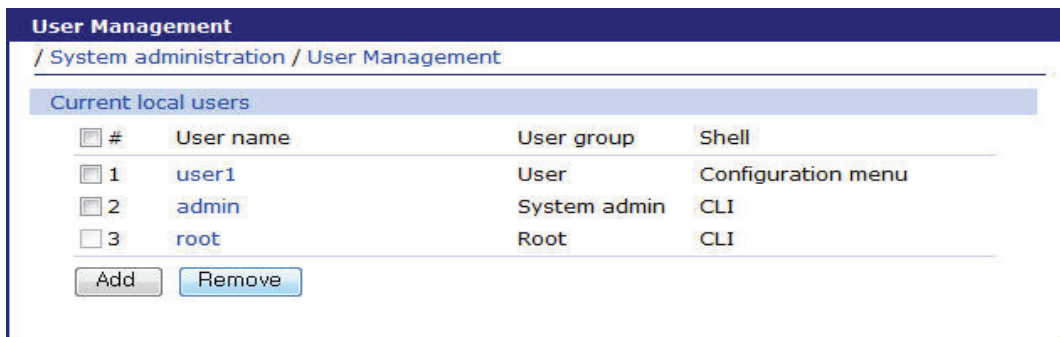 User Management
/ System administration / User Management
Current local users
# User name User group Shell
1 user1 User Configuration menu
2 admin System admin CLI
3 root Root CLI
Add Remove